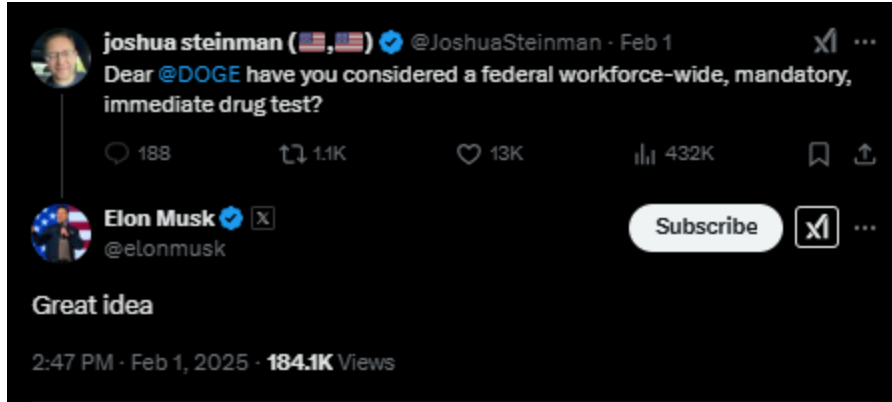 joshua steinman (🇺🇸,🇺🇸) @JoshuaSteinman · Feb 1
Dear @DOGE have you considered a federal workforce-wide, mandatory,
immediate drug test?
188 1.1K 13K 432K
Elon Musk X
Subscribe
@elonmusk
Great idea
2:47 PM · Feb 1, 2025 · 184.1K Views